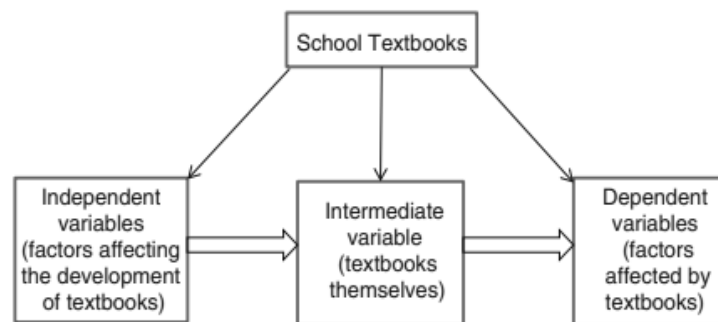 School Textbooks
Independent
variables
(factors affecting
the development
of textbooks)
Intermediate
variable
(textbooks
themselves)
Dependent
variables
(factors
affected by
textbooks)